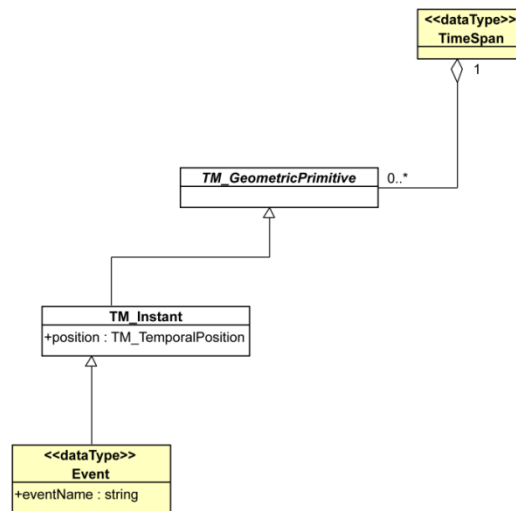 <<dataType>>
TimeSpan
1
TM_GeometricPrimitive
0..*
TM_Instant
+position : TM_TemporalPosition
<<dataType>>
Event
+eventName : string